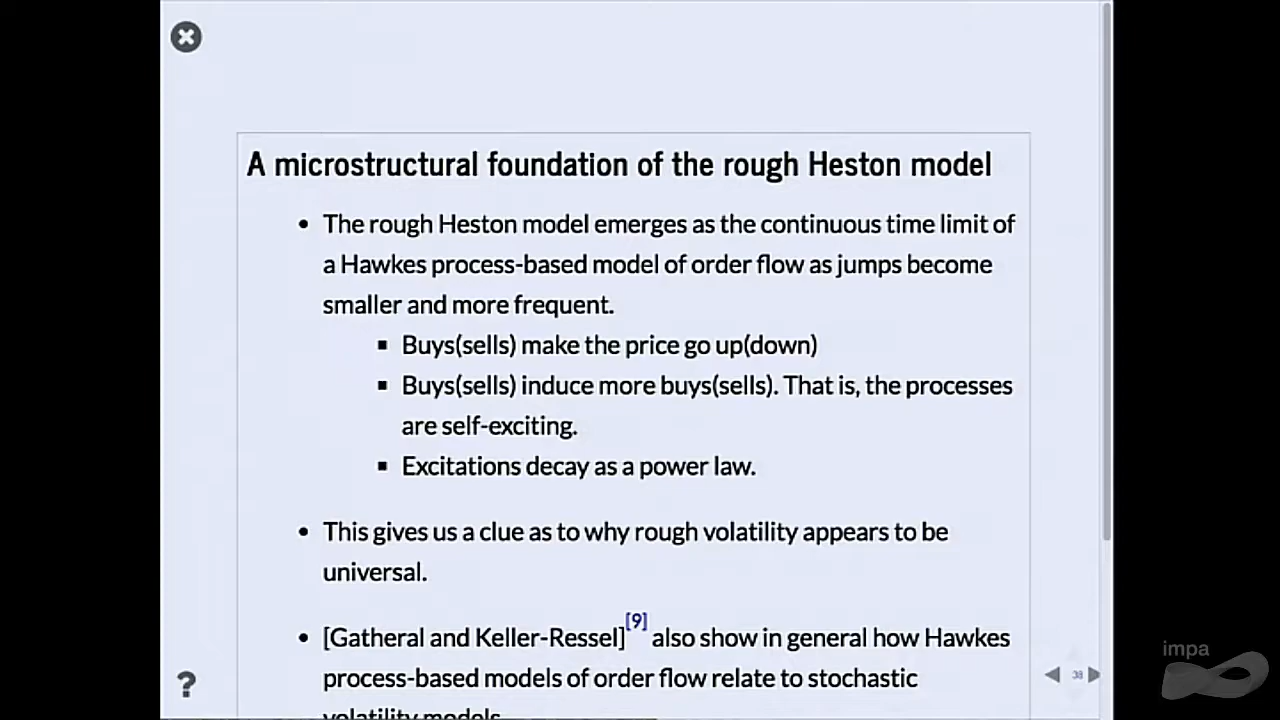 A microstructural foundation of the rough Heston model
• The rough Heston model emerges as the continuous time limit of
a Hawkes process-based model of order flow as jumps become
smaller and more frequent.
▪ Buys(sells) make the price go up(down)
▪ Buys(sells) induce more buys(sells). That is, the processes
are self-exciting.
▪ Excitations decay as a power law.
• This gives us a clue as to why rough volatility appears to be
universal.
• [Gatheral and Keller-Ressel][9] also show in general how Hawkes
process-based models of order flow relate to stochastic
volatility models.
?
38
impa